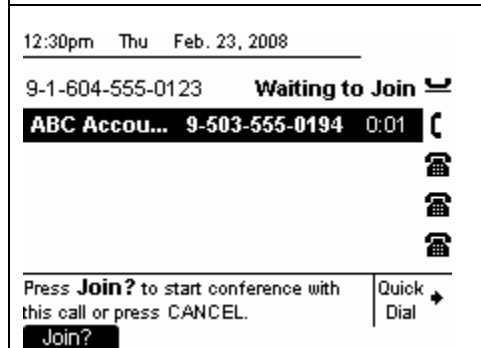 12:30pm Thu Feb. 23, 2008
9-1-604-555-0123 Waiting to Join
ABC Accou... 9-503-555-0194 0:01
Press Join? to start conference with
this call or press CANCEL.
Quick
Dial
Join?